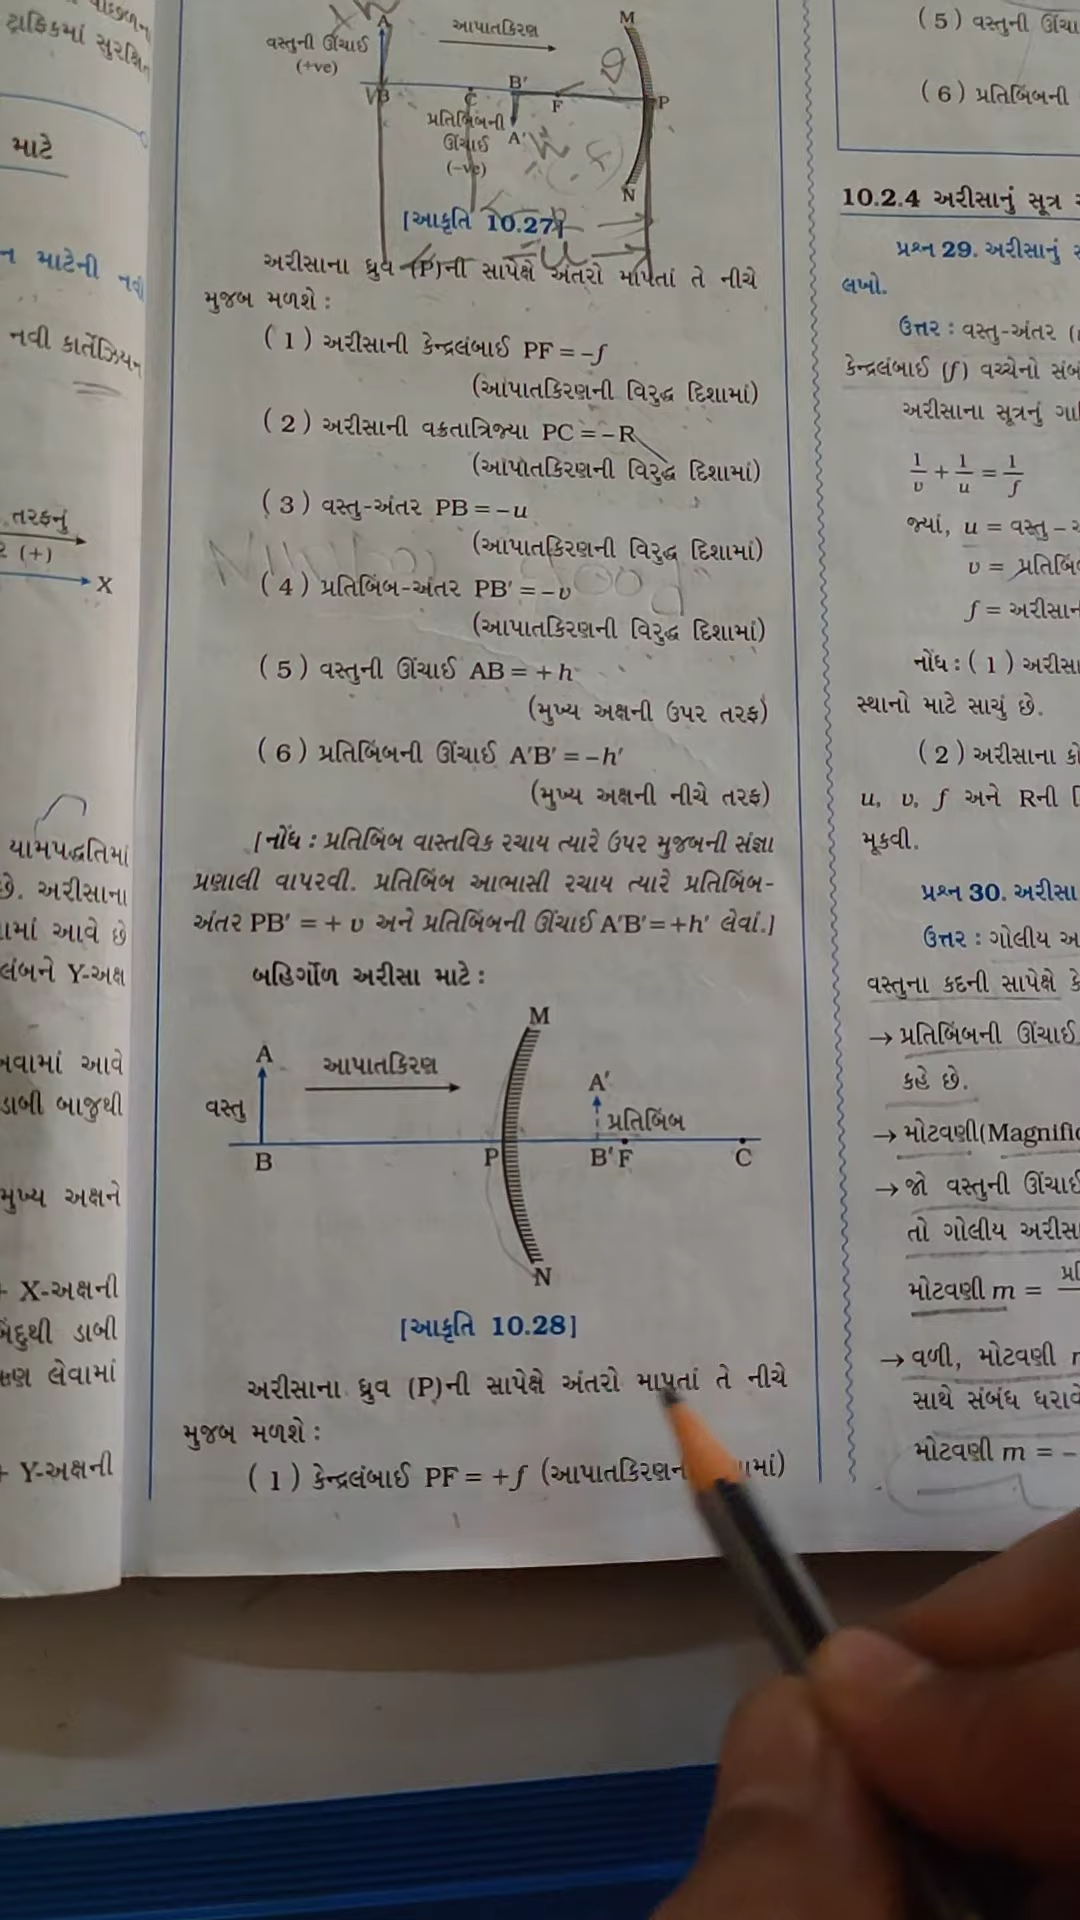 ટ્રાફિકમાં
માટે
માટેની
નવી કાર્તેઝિયન
તરફનું
(+)
X
યામપદ્ધતિમાં
છે. અરીસાના
આવે છે
લંબને Y-અક્ષ
આવે
ડાબી બાજુથી
મુખ્ય અક્ષને
X-અક્ષની
ડાબી
લેવામાં
Y-અક્ષની
A
આપાતકિરણ
M
વસ્તુની ઊંચાઈ
(+ve)
B
C
B'
F
P
પ્રતિબિંબની
ઊંચાઈ
A'
(-ve)
N
[આકૃતિ 10.27]
અરીસાના ધ્રુવ (P)ની સાપેક્ષે અંતરો માપતાં તે નીચે
મુજબ મળશે :
( 1 ) અરીસાની કેન્દ્રલંબાઈ PF = –f
(આપાતકિરણની વિરુદ્ધ દિશામાં)
( 2 ) અરીસાની વક્રતાત્રિજ્યા PC = –R
(આપાતકિરણની વિરુદ્ધ દિશામાં)
( 3 ) વસ્તુ-અંતર PB = –u
(આપાતકિરણની વિરુદ્ધ દિશામાં)
( 4 ) પ્રતિબિંબ-અંતર PB' = –υ
(આપાતકિરણની વિરુદ્ધ દિશામાં)
( 5 ) વસ્તુની ઊંચાઈ AB = + h
(મુખ્ય અક્ષની ઉપર તરફ)
( 6 ) પ્રતિબિંબની ઊંચાઈ A'B' = –h'
(મુખ્ય અક્ષની નીચે તરફ)
[નોંધ : પ્રતિબિંબ વાસ્તવિક રચાય ત્યારે ઉપર મુજબની સંજ્ઞા
પ્રણાલી વાપરવી. પ્રતિબિંબ આભાસી રચાય ત્યારે પ્રતિબિંબ-
અંતર PB' = + υ અને પ્રતિબિંબની ઊંચાઈ A'B'=+h' લેવાં.]
બહિર્ગોળ અરીસા માટે :
M
A
આપાતકિરણ
A'
વસ્તુ
પ્રતિબિંબ
B
P
B' F
C
N
[આકૃતિ 10.28]
અરીસાના ધ્રુવ (P)ની સાપેક્ષે અંતરો માપતાં તે નીચે
મુજબ મળશે :
( 1 ) કેન્દ્રલંબાઈ PF = +f
( 5 ) વસ્તુની
( 6 ) પ્રતિબિંબની
10.2.4 અરીસાનું સૂત્ર
પ્રશ્ન 29. અરીસાનું
લખો.
ઉત્તર : વસ્તુ-અંતર
કેન્દ્રલંબાઈ (f) વચ્ચેનો
અરીસાના સૂત્રનું
1/υ + 1/u = 1/f
જ્યાં, u = વસ્તુ –
υ =
f =
નોંધ : ( 1 )
સ્થાનો માટે સાચું છે.
( 2 ) અરીસાના
u, υ, f અને Rની
મૂકવી.
પ્રશ્ન 30. અરીસા
ઉત્તર : ગોલીય
વસ્તુના કદની સાપેક્ષે
→ પ્રતિબિંબની ઊંચાઈ
કહે છે.
→ મોટવણી
→ જો વસ્તુની
તો ગોલીય
મોટવણી m =
→ વળી, મોટવણી
સાથે સંબંધ
મોટવણી m = –